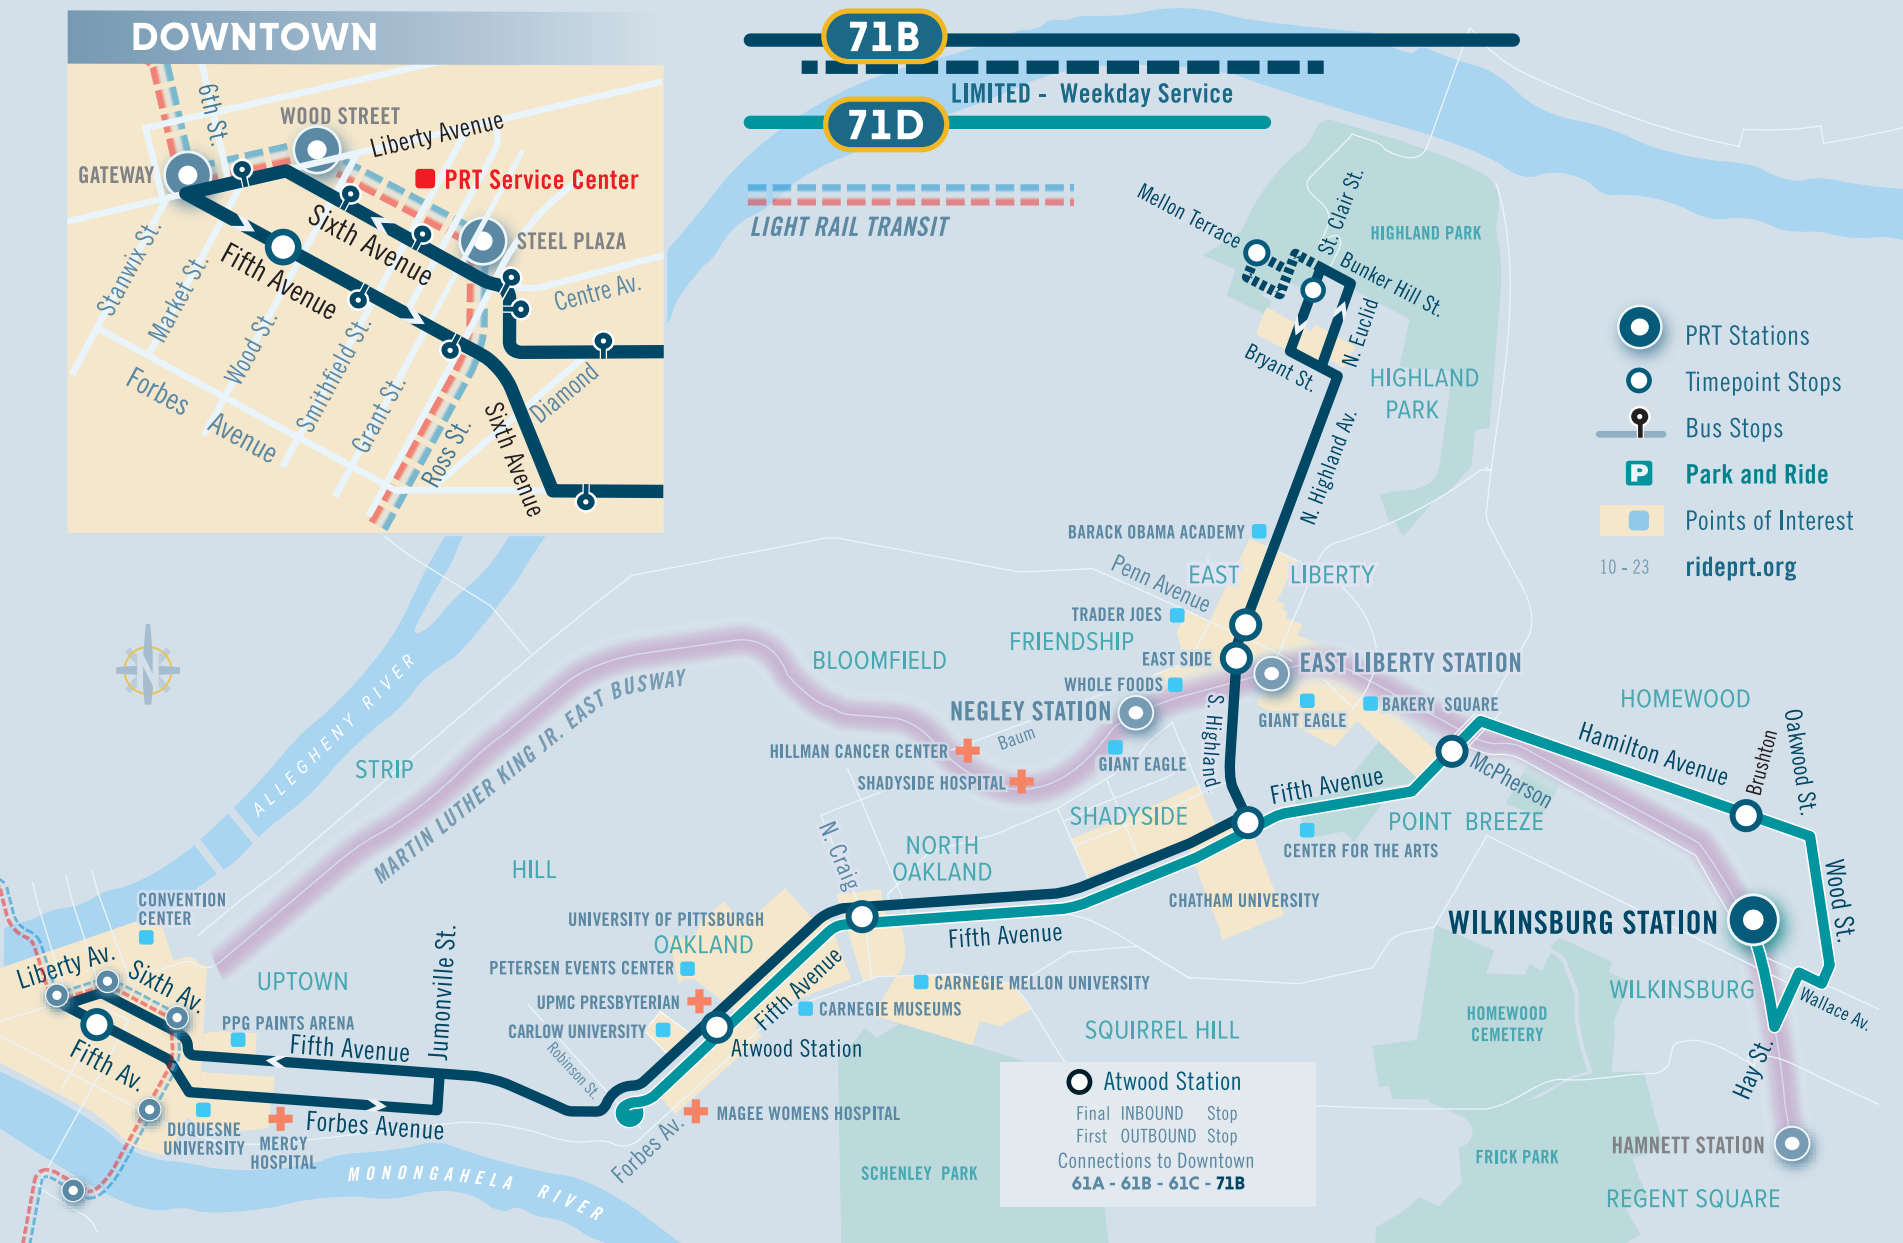 DOWNTOWN
6th St.
WOOD STREET
Liberty Avenue
GATEWAY
PRT Service Center
Sixth Avenue
STEEL PLAZA
Fifth Avenue
Centre Av.
Stanwix St.
Market St.
Wood St.
Smithfield St.
Grant St.
Ross St.
Diamond
Sixth Avenue
Forbes
Avenue
71B
LIMITED - Weekday Service
71D
LIGHT RAIL TRANSIT
Mellon Terrace
St. Clair St.
HIGHLAND PARK
Bunker Hill St.
N. Euclid
Bryant St.
HIGHLAND
PARK
N. Highland Av.
PRT Stations
Timepoint Stops
Bus Stops
P
Park and Ride
Points of Interest
10 - 23
rideprt.org
BARACK OBAMA ACADEMY
Penn Avenue
EAST
LIBERTY
TRADER JOES
FRIENDSHIP
BLOOMFIELD
EAST SIDE
EAST LIBERTY STATION
WHOLE FOODS
NEGLEY STATION
S. Highland
GIANT EAGLE
BAKERY SQUARE
HOMEWOOD
Baum
GIANT EAGLE
HILLMAN CANCER CENTER
SHADYSIDE HOSPITAL
Hamilton Avenue
Brushton
Oakwood St.
McPherson
Fifth Avenue
N
ALLEGHENY RIVER
STRIP
MARTIN LUTHER KING JR. EAST BUSWAY
SHADYSIDE
POINT BREEZE
N. Craig
NORTH
OAKLAND
CENTER FOR THE ARTS
HILL
CHATHAM UNIVERSITY
Wood St.
CONVENTION
CENTER
UNIVERSITY OF PITTSBURGH
OAKLAND
Fifth Avenue
WILKINSBURG STATION
Liberty Av.
Sixth Av.
UPTOWN
Jumonville St.
PETERSEN EVENTS CENTER
Fifth Avenue
CARNEGIE MELLON UNIVERSITY
WILKINSBURG
Wallace Av.
UPMC PRESBYTERIAN
CARNEGIE MUSEUMS
PPG PAINTS ARENA
CARLOW UNIVERSITY
SQUIRREL HILL
HOMEWOOD
CEMETERY
Fifth Av.
Fifth Avenue
Robinson St.
Atwood Station
Hay St.
Atwood Station
Final INBOUND Stop
First OUTBOUND Stop
Connections to Downtown
61A - 61B - 61C - 71B
MAGEE WOMENS HOSPITAL
Forbes Avenue
DUQUESNE
UNIVERSITY
MERCY
HOSPITAL
Forbes Av.
MONONGAHELA RIVER
SCHENLEY PARK
FRICK PARK
HAMNETT STATION
REGENT SQUARE